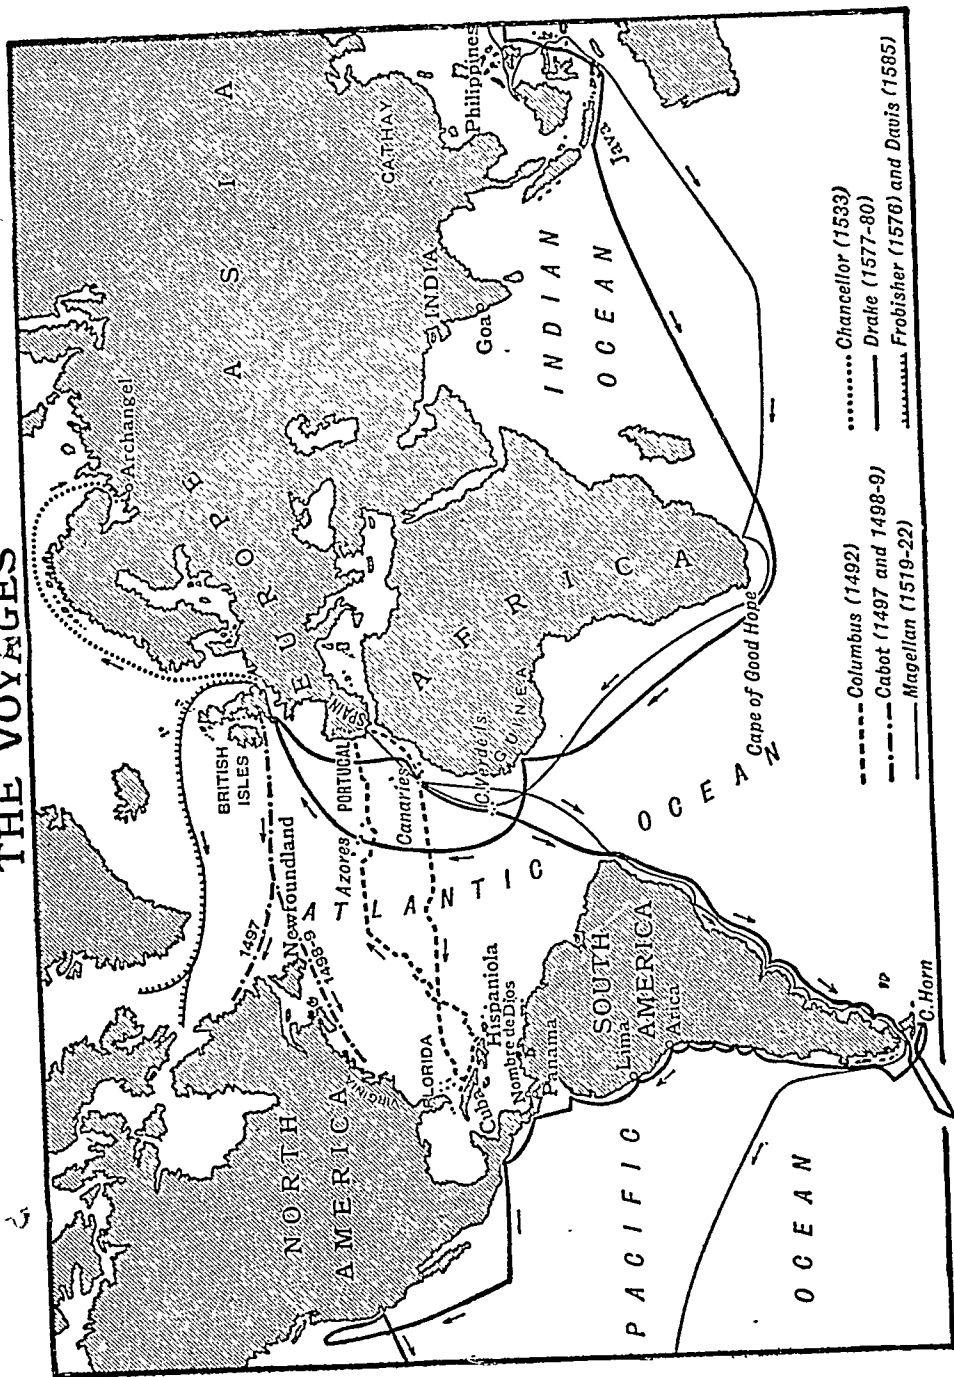 THE VOYAGES
NORTH
AMERICA
VIRGINIA
FLORIDA
1497
Newfoundland
1498-9
BRITISH
ISLES
Azores
PORTUGAL
SPAIN
Canaries
C. Verde Is.
GUINEA
Cuba
Hispaniola
Nombre de Dios
Panama
SOUTH
AMERICA
Lima
Arica
C. Horn
PACIFIC
OCEAN
ATLANTIC
OCEAN
EUROPE
Archangel
ASIA
AFRICA
Cape of Good Hope
INDIA
Goa
CATHAY
Philippines
Java
INDIAN
OCEAN
Columbus (1492)
Cabot (1497 and 1498-9)
Magellan (1519-22)
Chancellor (1533)
Drake (1577-80)
Frobisher (1576) and Davis (1585)